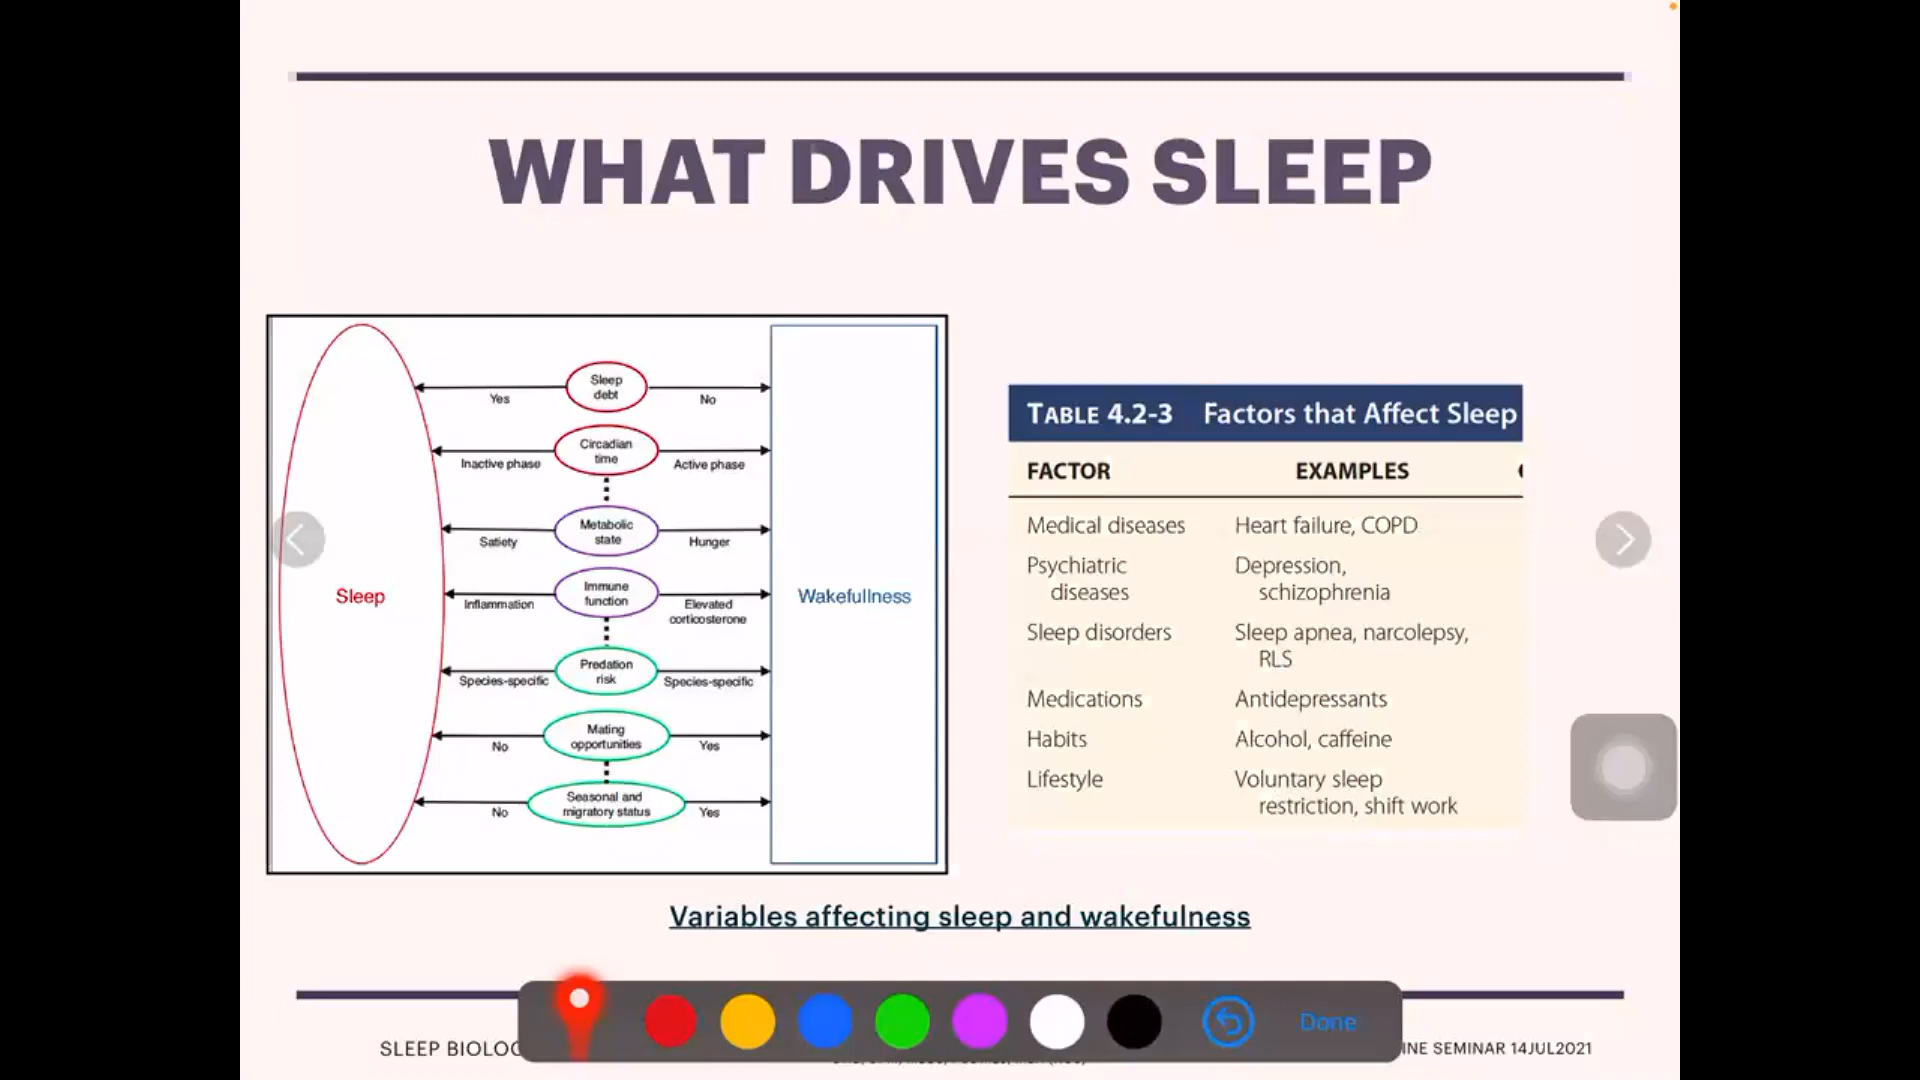 WHAT DRIVES SLEEP
Sleep
Sleep
debt
Yes
No
Circadian
time
Inactive phase
Active phase
Metabolic
state
Satiety
Hunger
Immune
function
Inflammation
Elevated
corticosterone
Predation
risk
Species-specific
Species-specific
Mating
opportunities
No
Yes
Seasonal and
migratory status
No
Yes
Wakefullness
TABLE 4.2-3 Factors that Affect Sleep
FACTOR EXAMPLES
Medical diseases Heart failure, COPD
Psychiatric Depression,
diseases schizophrenia
Sleep disorders Sleep apnea, narcolepsy,
RLS
Medications Antidepressants
Habits Alcohol, caffeine
Lifestyle Voluntary sleep
restriction, shift work
Variables affecting sleep and wakefulness
Done
SLEEP BIOLO
INE SEMINAR 14JUL2021